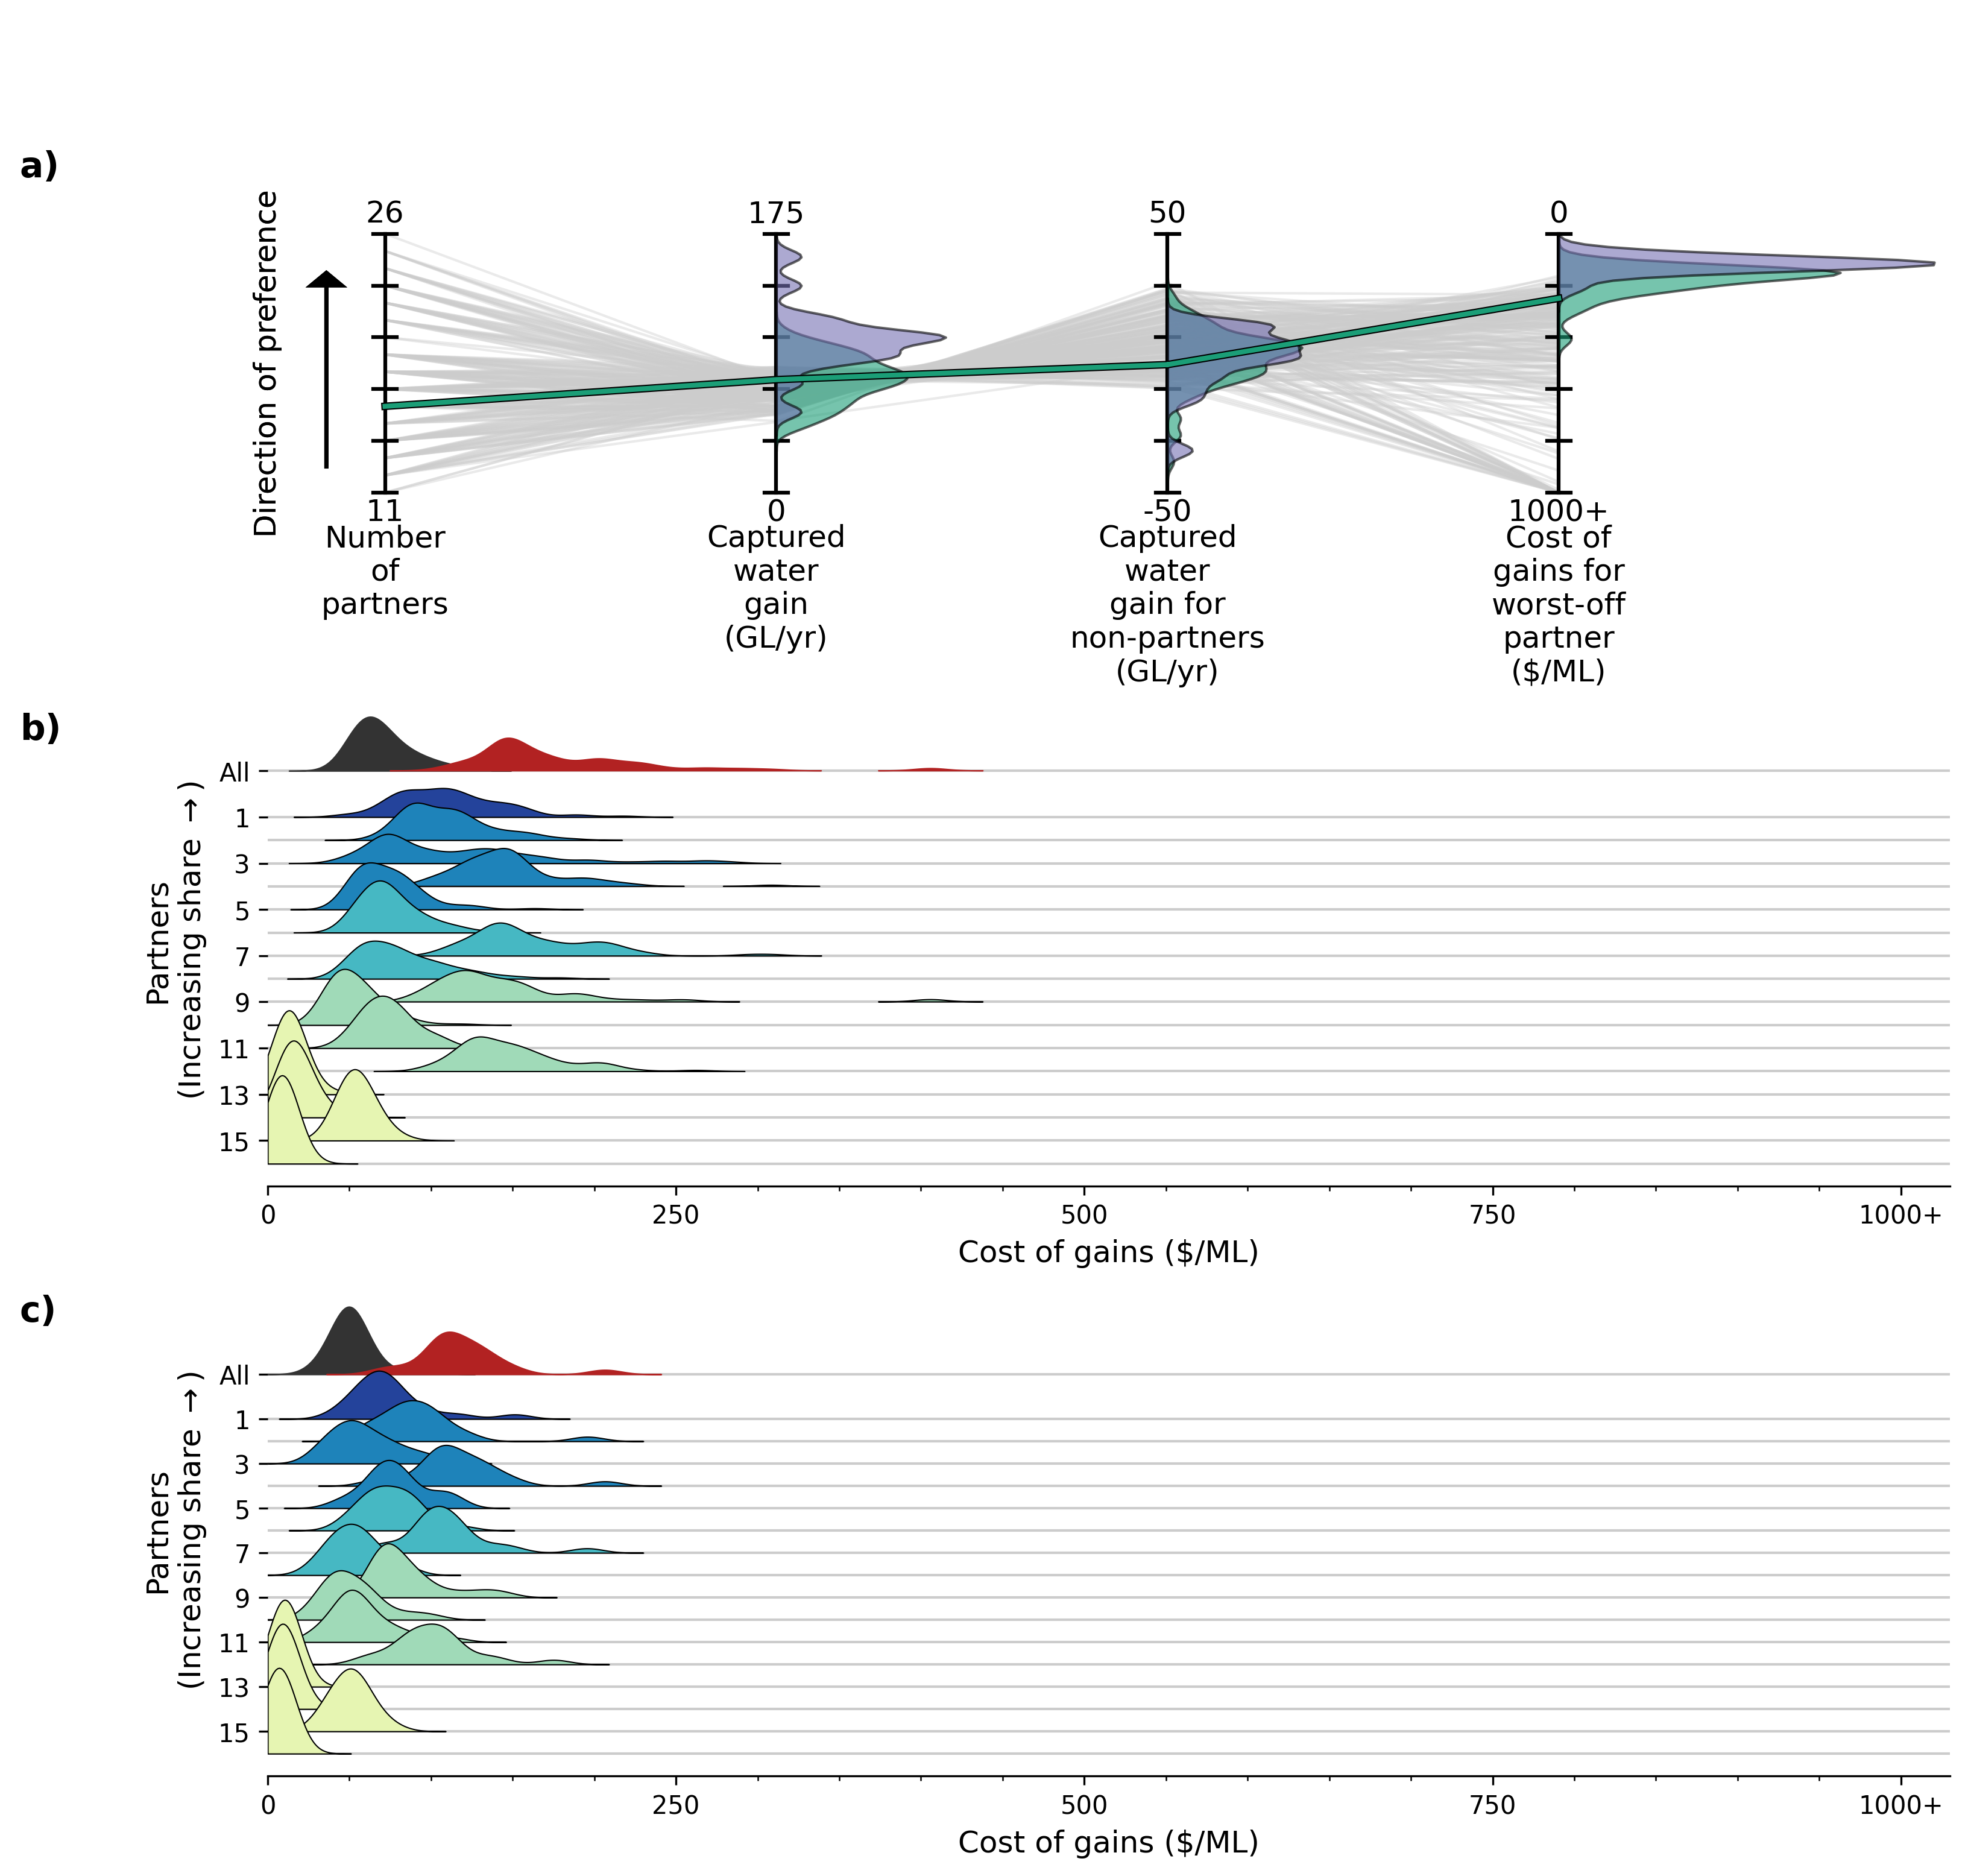 a)
Direction of preference
26
175
50
0
11
0
-50
1000+
Number
of
partners
Captured
water
gain
(GL/yr)
Captured
water
gain for
non-partners
(GL/yr)
Cost of
gains for
worst-off
partner
($/ML)
b)
Partners
(Increasing share →)
All
1
3
5
7
9
11
13
15
0
250
500
750
1000+
Cost of gains ($/ML)
c)
Partners
(Increasing share →)
All
1
3
5
7
9
11
13
15
0
250
500
750
1000+
Cost of gains ($/ML)